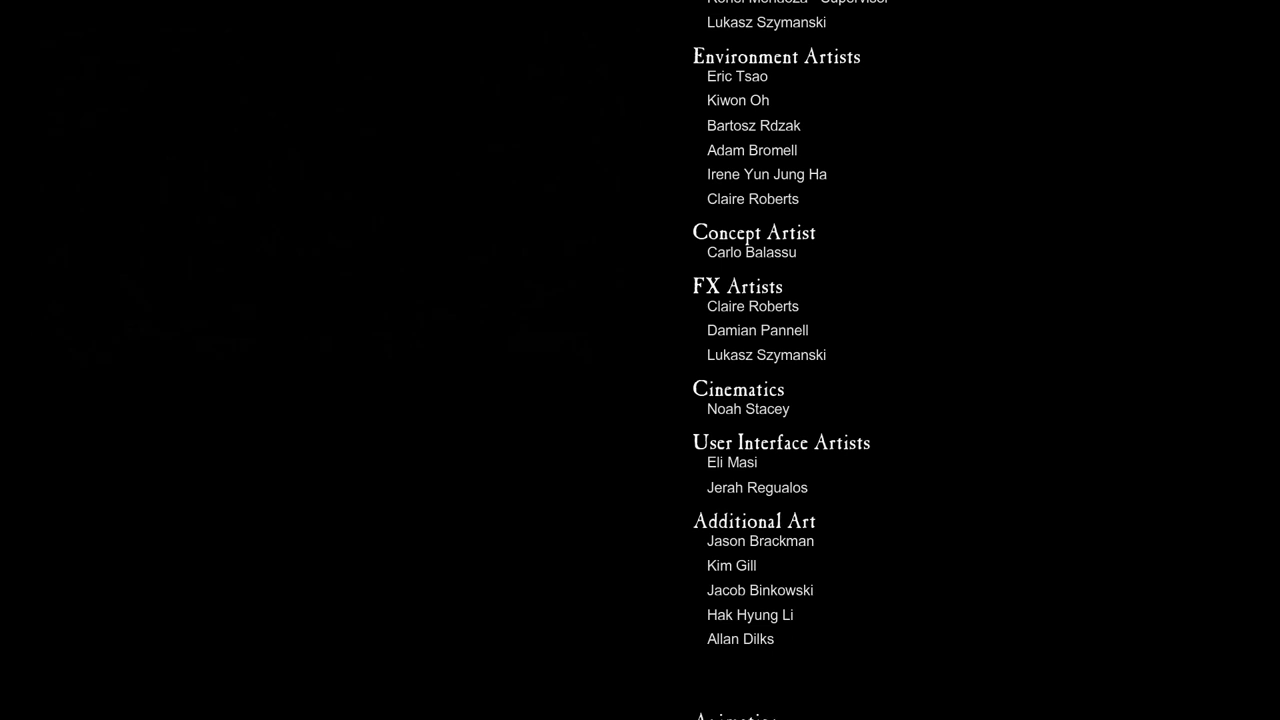 Lukasz Szymanski
Environment Artists
Eric Tsao
Kiwon Oh
Bartosz Rdzak
Adam Bromell
Irene Yun Jung Ha
Claire Roberts
Concept Artist
Carlo Balassu
FX Artists
Claire Roberts
Damian Pannell
Lukasz Szymanski
Cinematics
Noah Stacey
User Interface Artists
Eli Masi
Jerah Regualos
Additional Art
Jason Brackman
Kim Gill
Jacob Binkowski
Hak Hyung Li
Allan Dilks